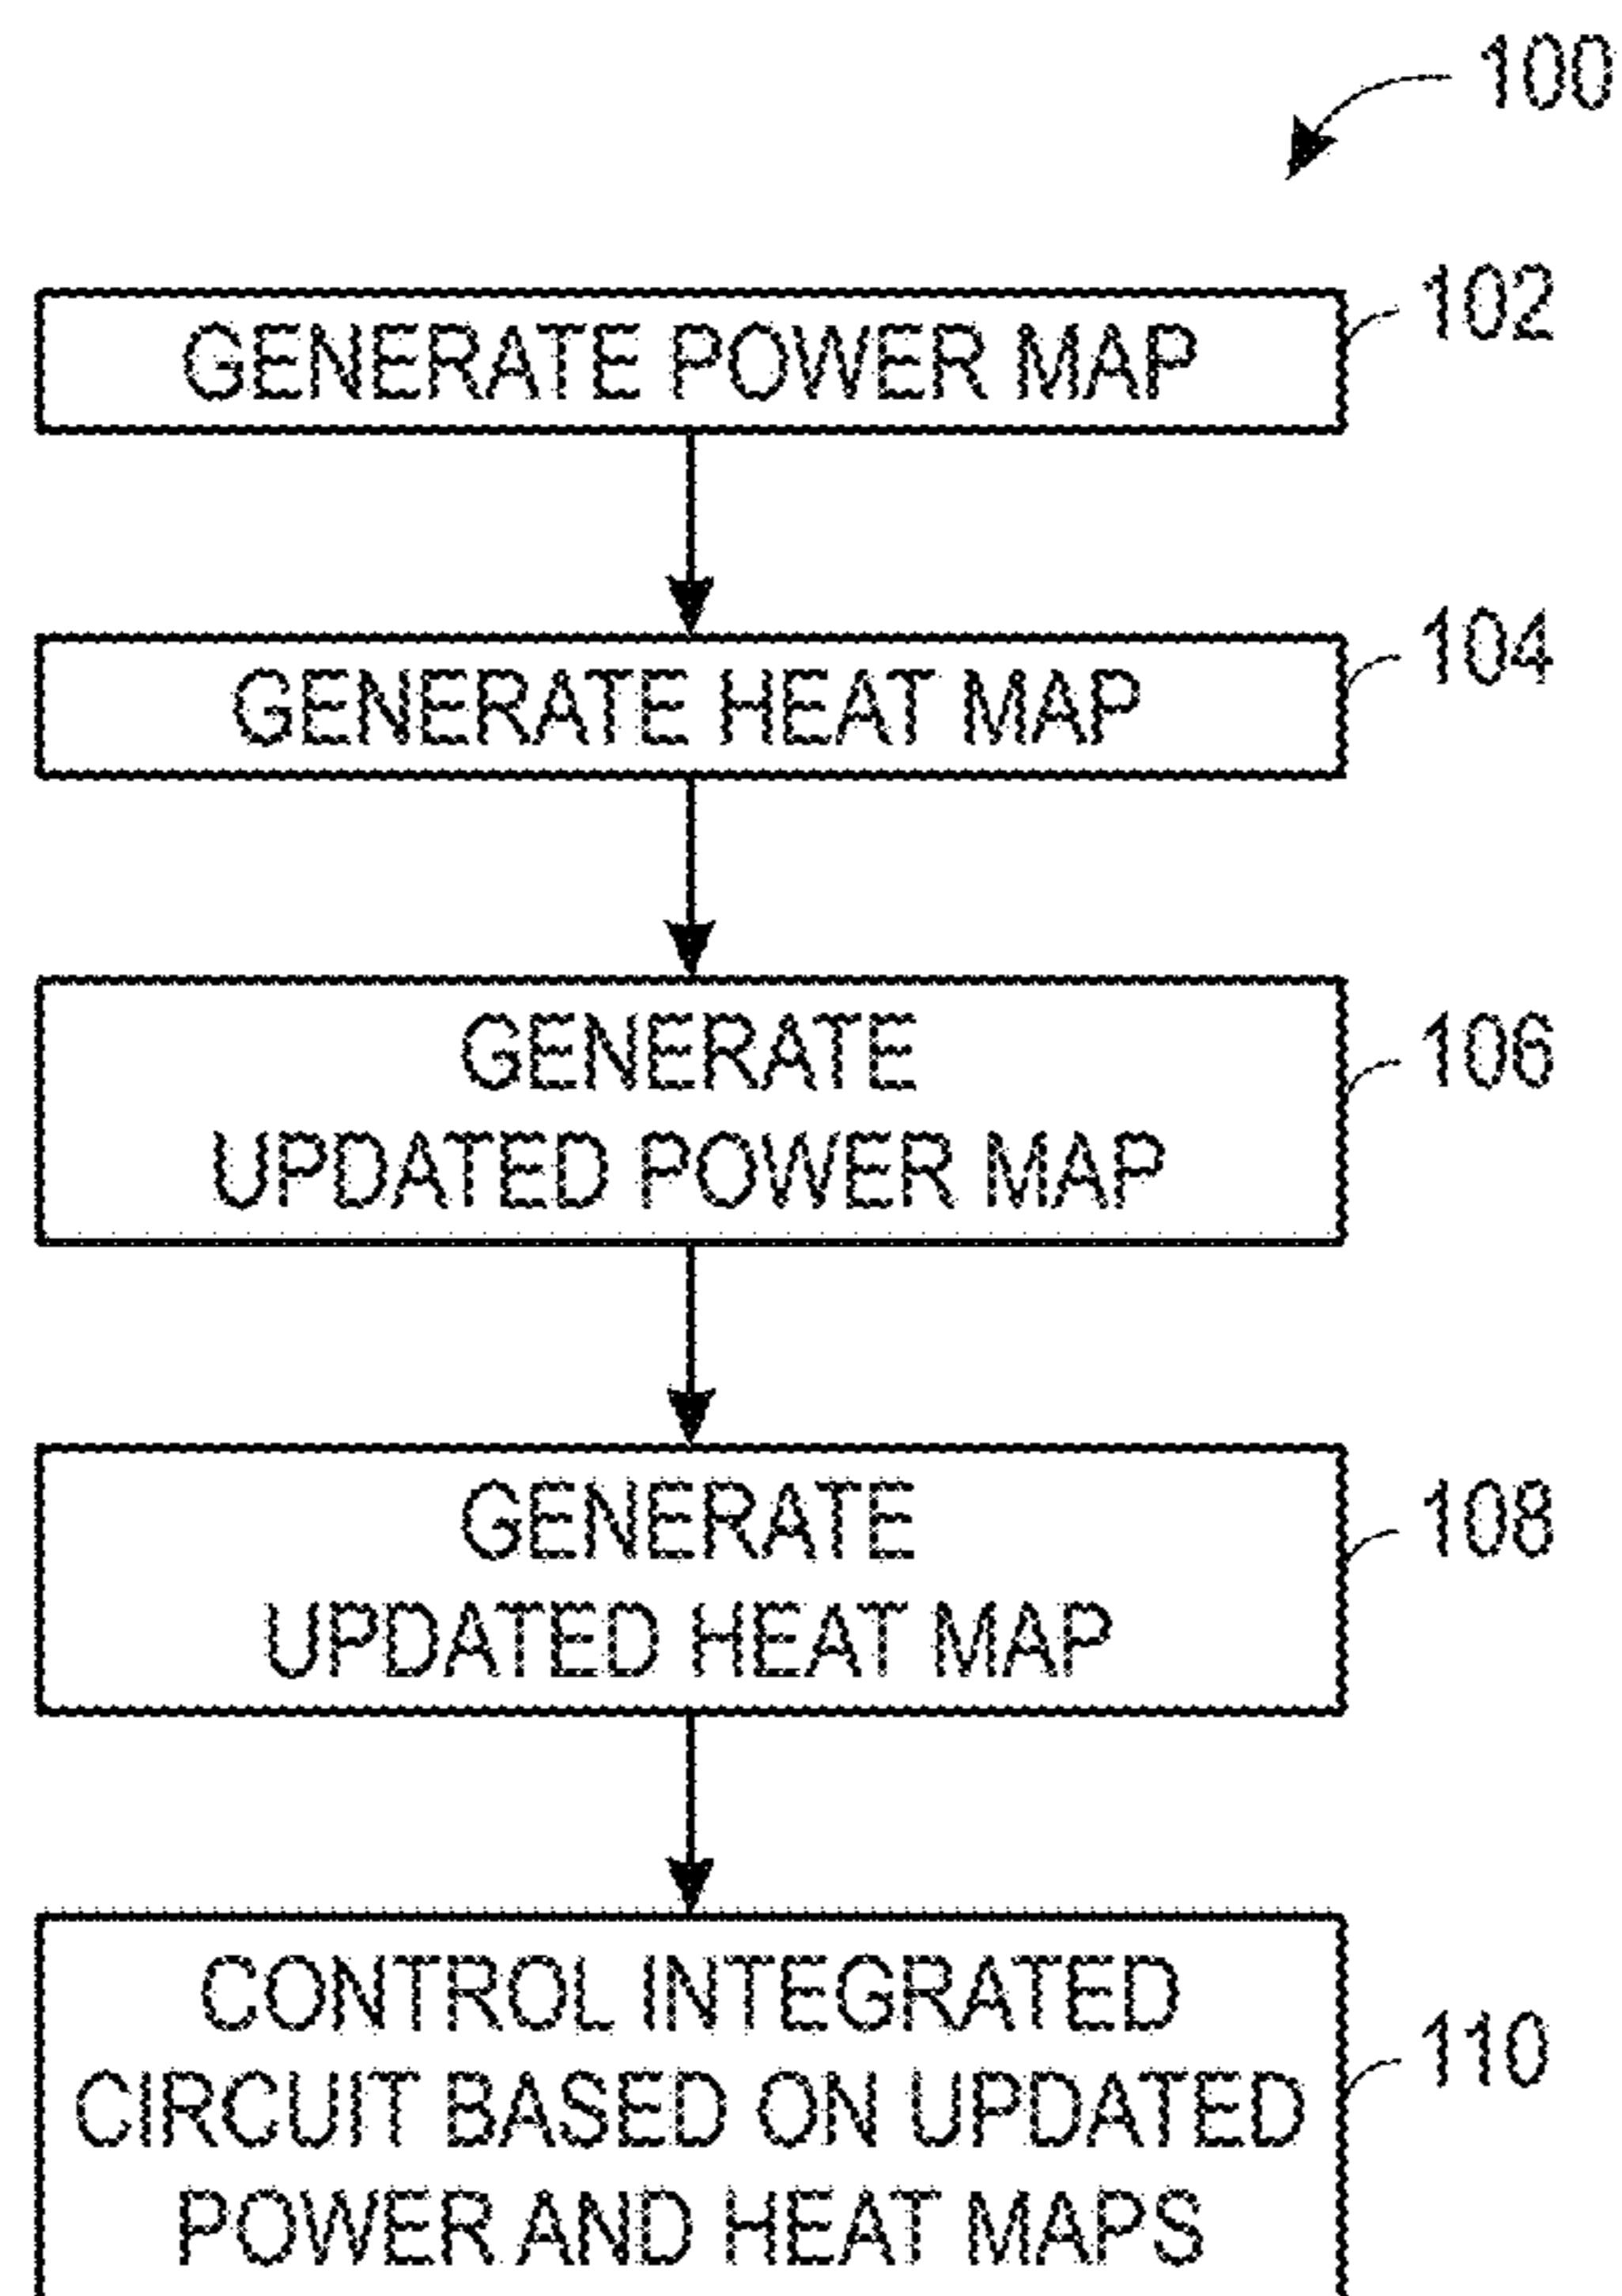 100
GENERATE POWER MAP
102
GENERATE HEAT MAP
104
GENERATE
UPDATED POWER MAP
106
GENERATE
UPDATED HEAT MAP
108
CONTROL INTEGRATED
CIRCUIT BASED ON UPDATED
POWER AND HEAT MAPS
110